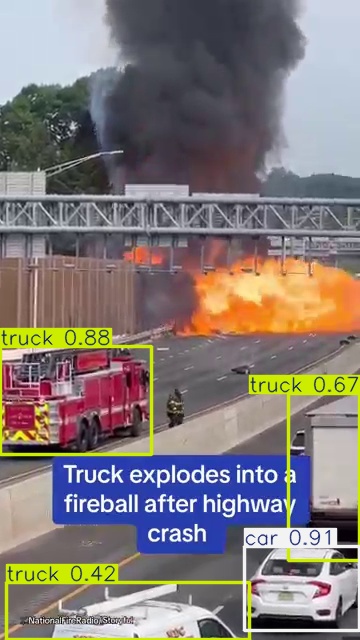 truck 0.88
truck 0.67
Truck explodes into a
fireball after highway
crash
car 0.91
truck 0.42
NationalFireRadio, Storyful